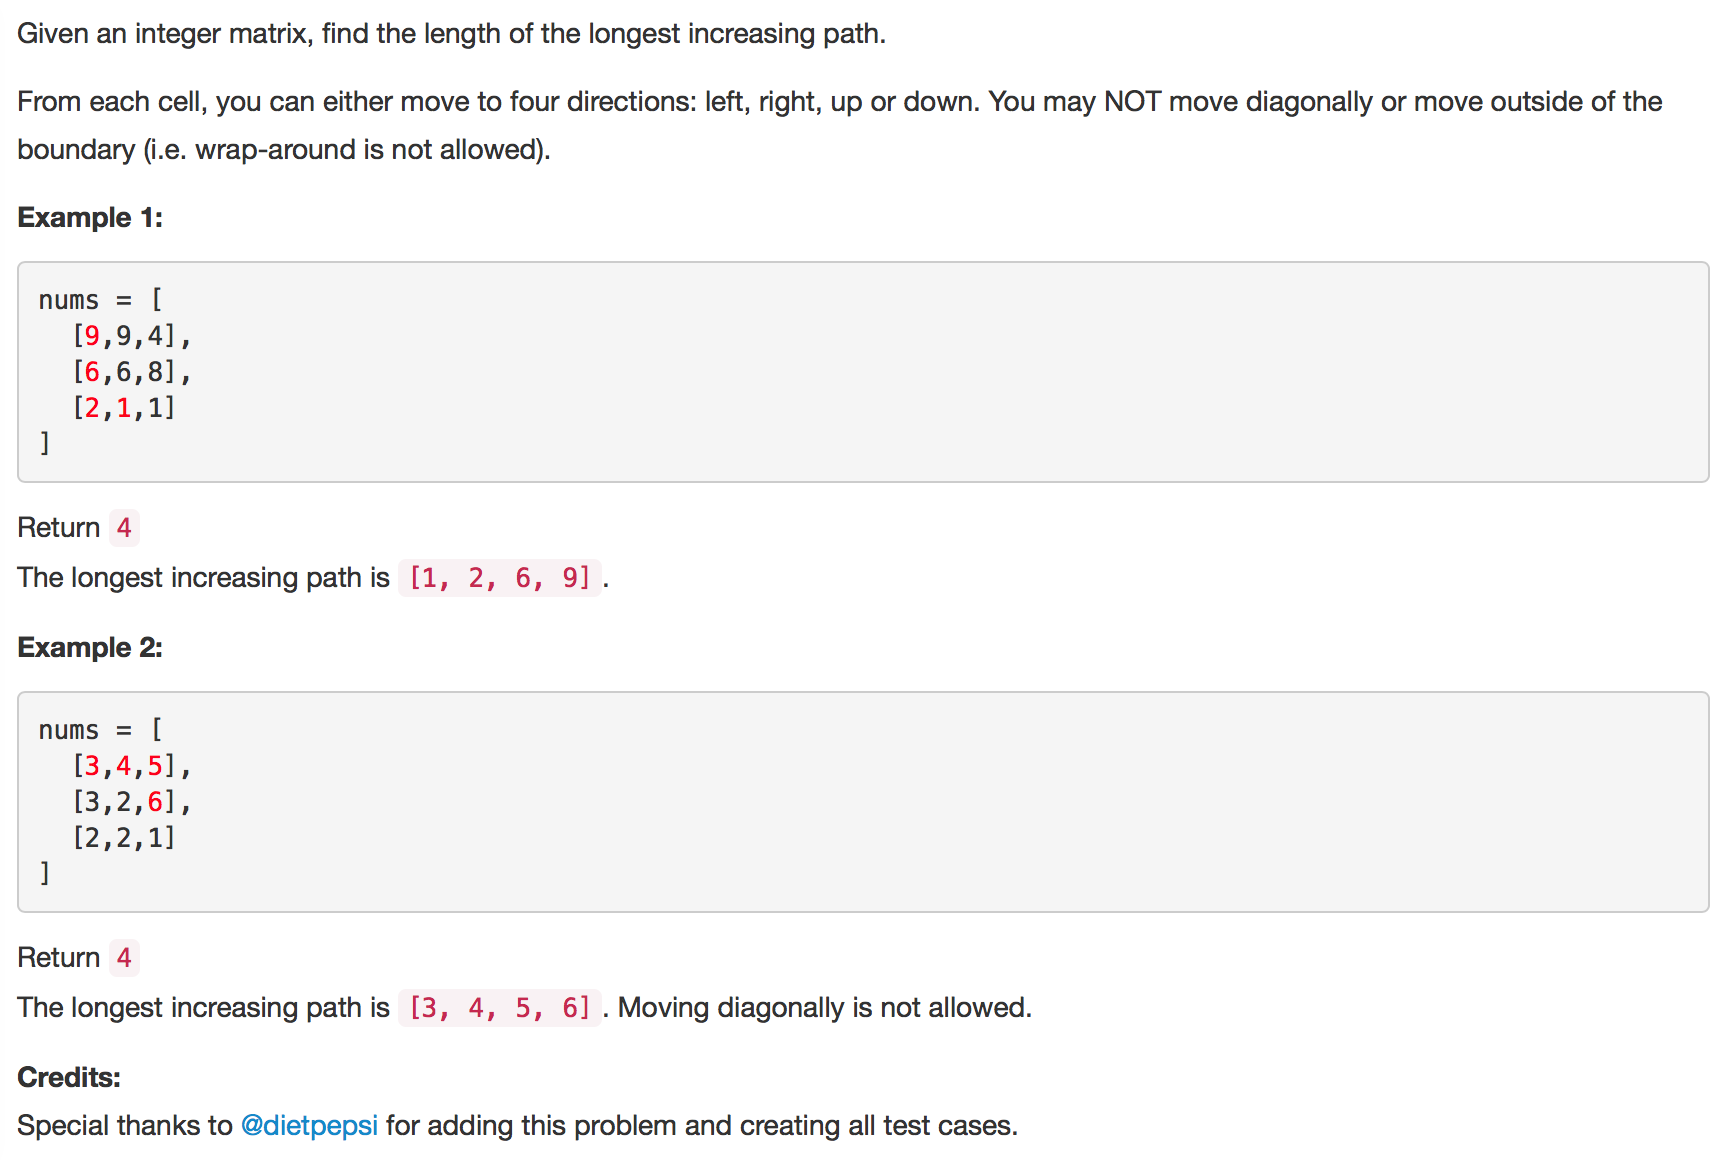 Given an integer matrix, find the length of the longest increasing path.
From each cell, you can either move to four directions: left, right, up or down. You may NOT move diagonally or move outside of the
boundary (i.e. wrap-around is not allowed).
Example 1:
nums = [
  [9,9,4],
  [6,6,8],
  [2,1,1]
]
Return 4
The longest increasing path is [1, 2, 6, 9].
Example 2:
nums = [
  [3,4,5],
  [3,2,6],
  [2,2,1]
]
Return 4
The longest increasing path is [3, 4, 5, 6]. Moving diagonally is not allowed.
Credits:
Special thanks to @dietpepsi for adding this problem and creating all test cases.